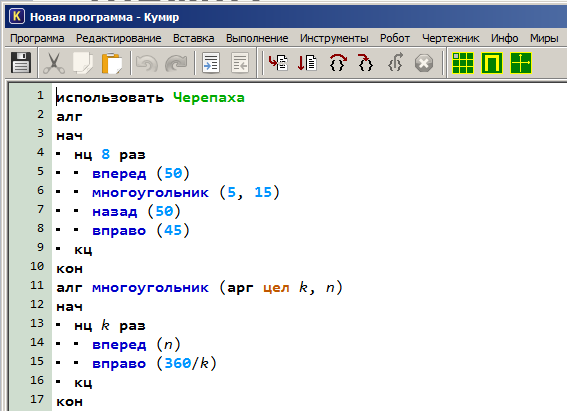 Новая программа - Кумир
Программа Редактирование Вставка Выполнение Инструменты Робот Чертежник Инфо Миры
1 использовать Черепаха
2 алг
3 нач
4 нц 8 раз
5 вперед (50)
6 многоугольник (5, 15)
7 назад (50)
8 вправо (45)
9 кц
10 кон
11 алг многоугольник (арг цел k, n)
12 нач
13 нц k раз
14 вперед (n)
15 вправо (360/k)
16 кц
17 кон